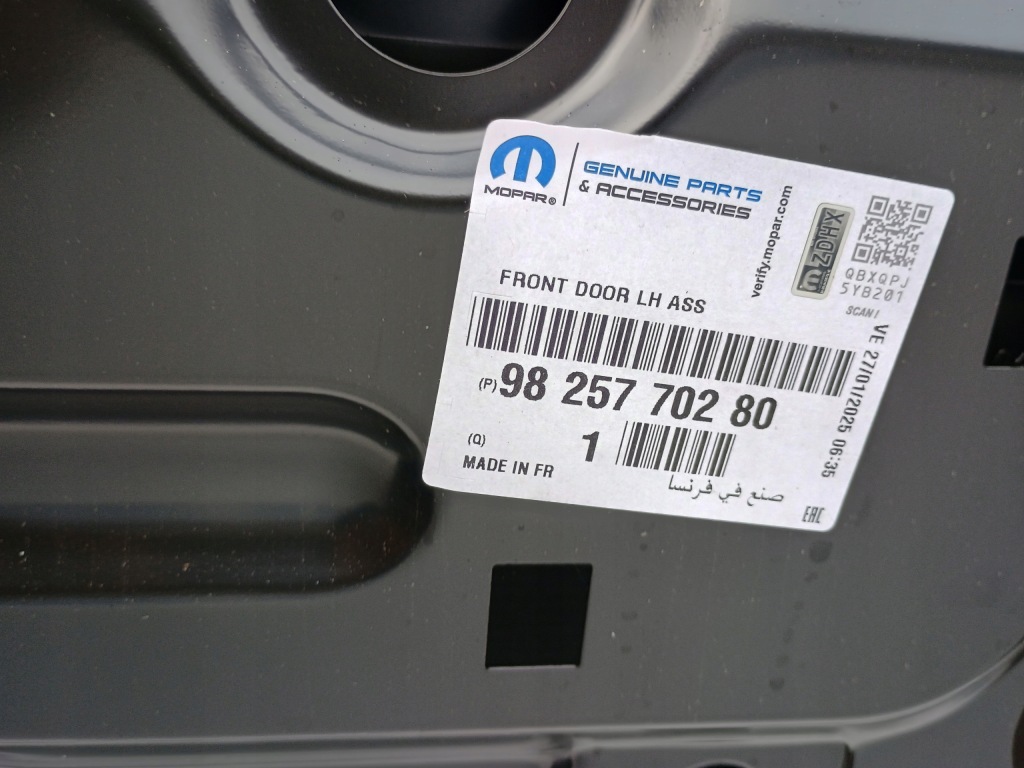 MOPAR®
GENUINE PARTS
& ACCESSORIES
verify.mopar.com
XHDZ
QBXQPJ
5YB201
SCAN!
FRONT DOOR LH ASS
(P) 98 257 702 80
VE 27/01/2025 06:35
(Q) 1
MADE IN FR
صنع في فرنسا
EAC